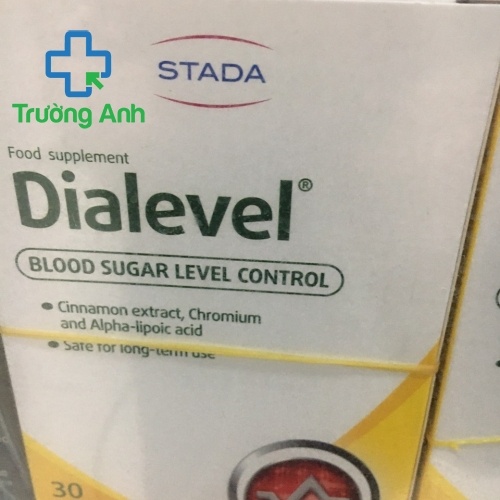 STADA
Trường Anh
Food supplement
Dialevel®
BLOOD SUGAR LEVEL CONTROL
• Cinnamon extract, Chromium
and Alpha-lipoic acid
• Safe for long-term use
30